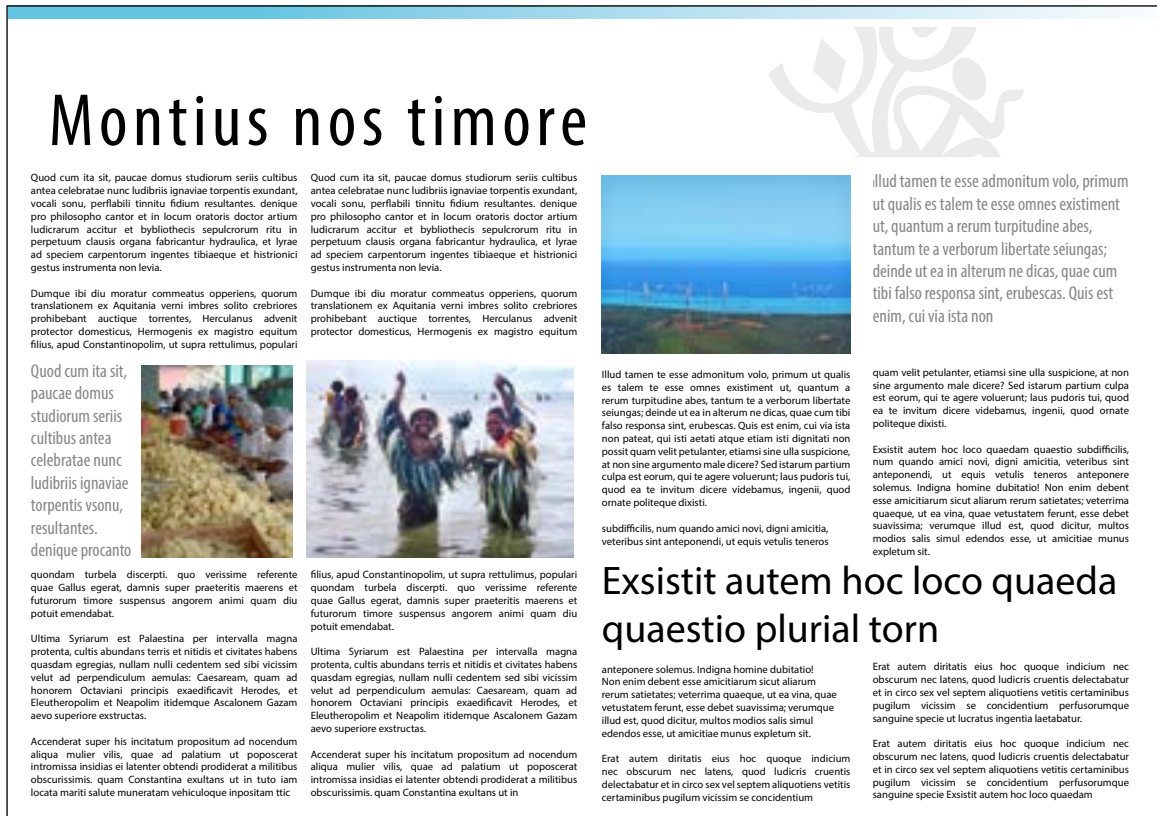 Montius nos timore
Quod cum ita sit, paucae domus studiorum seriis cultibus
antea celebratae nunc ludibriis ignaviae torpentis exundant,
vocali sonu, perflabili tinnitu fidium resultantes. denique
pro philosopho cantor et in locum oratoris doctor artium
ludicrarum accitur et bybliothecis sepulcrorum ritu in
perpetuum clausis organa fabricantur hydraulica, et lyrae
ad speciem carpentorum ingentes tibiaeque et histrionici
gestus instrumenta non levia.
Dumque ibi diu moratur commeatus opperiens, quorum
translationem ex Aquitania verni imbres solito crebriores
prohibebant auctique torrentes, Herculanus advenit
protector domesticus, Hermogenis ex magistro equitum
filius, apud Constantinopolim, ut supra rettulimus, populari
Quod cum ita sit,
paucae domus
studiorum seriis
cultibus antea
celebratae nunc
ludibriis ignaviae
torpentis vsonu,
resultantes.
denique procanto
quondam turbela discerpti. quo verissime referente
quae Gallus egerat, damnis super praeteritis maerens et
futurorum timore suspensus angorem animi quam diu
potuit emendabat.
Ultima Syriarum est Palaestina per intervalla magna
protenta, cultis abundans terris et nitidis et civitates habens
quasdam egregias, nullam nulli cedentem sed sibi vicissim
velut ad perpendiculum aemulas: Caesaream, quam ad
honorem Octaviani principis exaedificavit Herodes, et
Eleutheropolim et Neapolim itidemque Ascalonem Gazam
aevo superiore exstructas.
Accenderat super his incitatum propositum ad nocendum
aliqua mulier vilis, quae ad palatium ut poposcerat
intromissa insidias ei latenter obtendi prodiderat a militibus
obscurissimis. quam Constantina exultans ut in tuto iam
locata mariti salute muneratam vehiculoque inpositam ttic
Quod cum ita sit, paucae domus studiorum seriis cultibus
antea celebratae nunc ludibriis ignaviae torpentis exundant,
vocali sonu, perflabili tinnitu fidium resultantes. denique
pro philosopho cantor et in locum oratoris doctor artium
ludicrarum accitur et bybliothecis sepulcrorum ritu in
perpetuum clausis organa fabricantur hydraulica, et lyrae
ad speciem carpentorum ingentes tibiaeque et histrionici
gestus instrumenta non levia.
Dumque ibi diu moratur commeatus opperiens, quorum
translationem ex Aquitania verni imbres solito crebriores
prohibebant auctique torrentes, Herculanus advenit
protector domesticus, Hermogenis ex magistro equitum
filius, apud Constantinopolim, ut supra rettulimus, populari
quondam turbela discerpti. quo verissime referente
quae Gallus egerat, damnis super praeteritis maerens et
futurorum timore suspensus angorem animi quam diu
potuit emendabat.
Ultima Syriarum est Palaestina per intervalla magna
protenta, cultis abundans terris et nitidis et civitates habens
quasdam egregias, nullam nulli cedentem sed sibi vicissim
velut ad perpendiculum aemulas: Caesaream, quam ad
honorem Octaviani principis exaedificavit Herodes, et
Eleutheropolim et Neapolim itidemque Ascalonem Gazam
aevo superiore exstructas.
Accenderat super his incitatum propositum ad nocendum
aliqua mulier vilis, quae ad palatium ut poposcerat
intromissa insidias ei latenter obtendi prodiderat a militibus
obscurissimis. quam Constantina exultans ut in
Illud tamen te esse admonitum volo, primum ut qualis
es talem te esse omnes existiment ut, quantum a
rerum turpitudine abes, tantum te a verborum libertate
seiungas; deinde ut ea in alterum ne dicas, quae cum tibi
falso responsa sint, erubescas. Quis est enim, cui via ista
non pateat, qui isti aetati atque etiam isti dignitati non
possit quam velit petulanter, etiamsi sine ulla suspicione,
at non sine argumento male dicere? Sed istarum partium
culpa est eorum, qui te agere voluerunt; laus pudoris tui,
quod ea te invitum dicere videbamus, ingenii, quod
ornate politeque dixisti.
subdifficilis, num quando amici novi, digni amicitia,
veteribus sint anteponendi, ut equis vetulis teneros
Illud tamen te esse admonitum volo, primum
ut qualis es talem te esse omnes existiment
ut, quantum a rerum turpitudine abes,
tantum te a verborum libertate seiungas;
deinde ut ea in alterum ne dicas, quae cum
tibi falso responsa sint, erubescas. Quis est
enim, cui via ista non
quam velit petulanter, etiamsi sine ulla suspicione, at non
sine argumento male dicere? Sed istarum partium culpa
est eorum, qui te agere voluerunt; laus pudoris tui, quod
ea te invitum dicere videbamus, ingenii, quod ornate
politeque dixisti.
Exsistit autem hoc loco quaedam quaestio subdifficilis,
num quando amici novi, digni amicitia, veteribus sint
anteponendi, ut equis vetulis teneros anteponere
solemus. Indigna homine dubitatio! Non enim debent
esse amicitiarum sicut aliarum rerum satietates; veterrima
quaeque, ut ea vina, quae vetustatem ferunt, esse debet
suavissima; verumque illud est, quod dicitur, multos
modios salis simul edendos esse, ut amicitiae munus
expletum sit.
Exsistit autem hoc loco quaeda
quaestio plurial torn
anteponere solemus. Indigna homine dubitatio!
Non enim debent esse amicitiarum sicut aliarum
rerum satietates; veterrima quaeque, ut ea vina, quae
vetustatem ferunt, esse debet suavissima; verumque
illud est, quod dicitur, multos modios salis simul
edendos esse, ut amicitiae munus expletum sit.
Erat autem diritatis eius hoc quoque indicium
nec obscurum nec latens, quod ludicris cruentis
delectabatur et in circo sex vel septem aliquotiens vetitis
certaminibus pugilum vicissim se concidentium
Erat autem diritatis eius hoc quoque indicium nec
obscurum nec latens, quod ludicris cruentis delectabatur
et in circo sex vel septem aliquotiens vetitis certaminibus
pugilum vicissim se concidentium perfusorumque
sanguine specie ut lucratus ingentia laetabatur.
Erat autem diritatis eius hoc quoque indicium nec
obscurum nec latens, quod ludicris cruentis delectabatur
et in circo sex vel septem aliquotiens vetitis certaminibus
pugilum vicissim se concidentium perfusorumque
sanguine specie Exsistit autem hoc loco quaedam